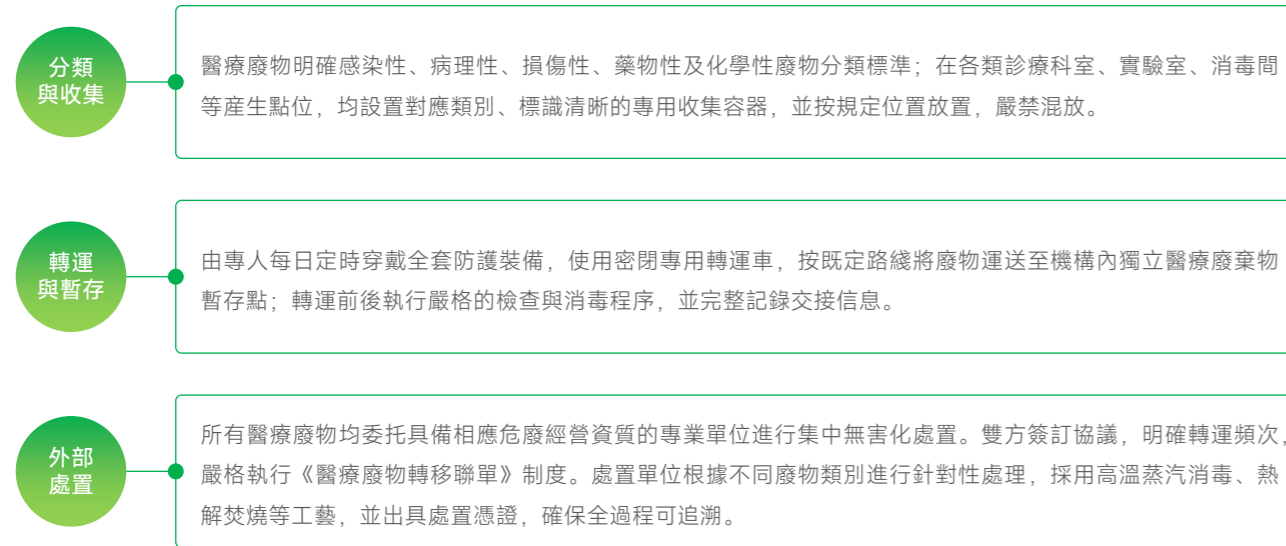 分類
與收集
醫療廢物明確感染性、病理性、損傷性、藥物性及化學性廢物分類標準；在各類診療科室、實驗室、消毒間
等産生點位，均設置對應類別、標識清晰的專用收集容器，並按規定位置放置，嚴禁混放。
轉運
與暫存
由專人每日定時穿戴全套防護裝備，使用密閉專用轉運車，按既定路綫將廢物運送至機構內獨立醫療廢棄物
暫存點；轉運前後執行嚴格的檢查與消毒程序，並完整記錄交接信息。
外部
處置
所有醫療廢物均委托具備相應危廢經營資質的專業單位進行集中無害化處置。雙方簽訂協議，明確轉運頻次，
嚴格執行《醫療廢物轉移聯單》制度。處置單位根據不同廢物類別進行針對性處理，採用高溫蒸汽消毒、熱
解焚燒等工藝，並出具處置憑證，確保全過程可追溯。